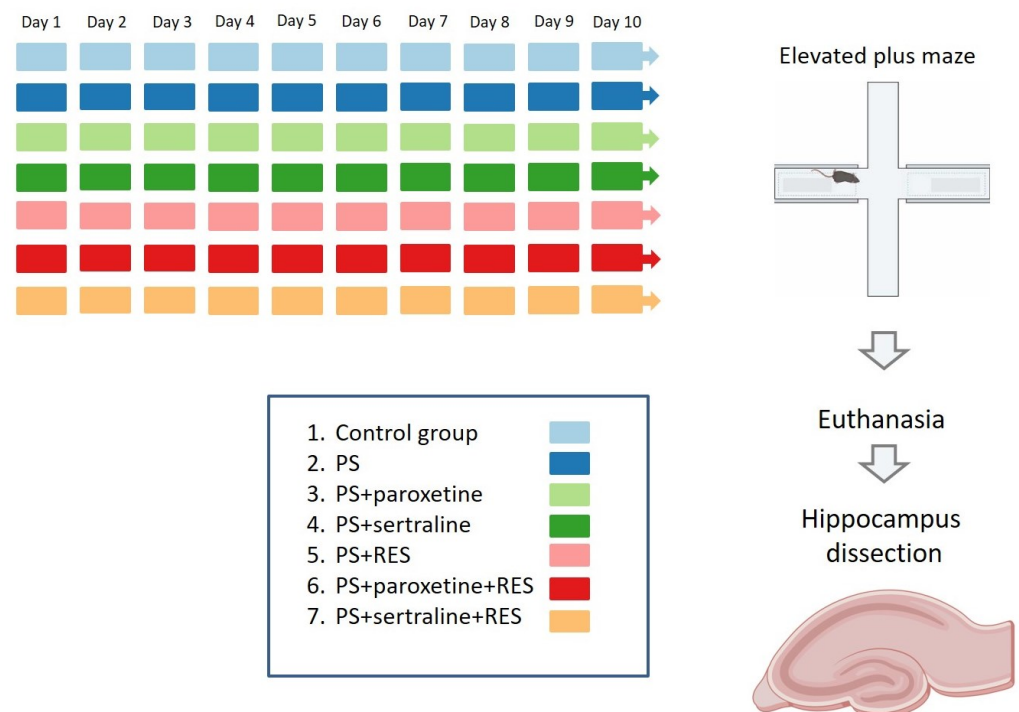 Day 1 Day 2 Day 3 Day 4 Day 5 Day 6 Day 7 Day 8 Day 9 Day 10
Elevated plus maze
1. Control group
2. PS
3. PS+paroxetine
4. PS+sertraline
5. PS+RES
6. PS+paroxetine+RES
7. PS+sertraline+RES
Euthanasia
Hippocampus
dissection